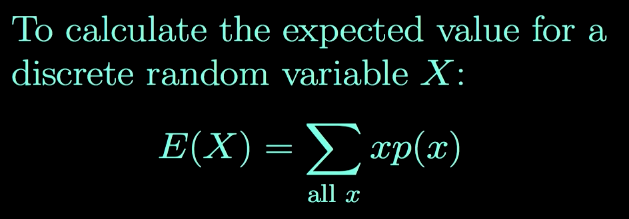 To calculate the expected value for a
discrete random variable X:
E(X) = ∑ xp(x)
all x